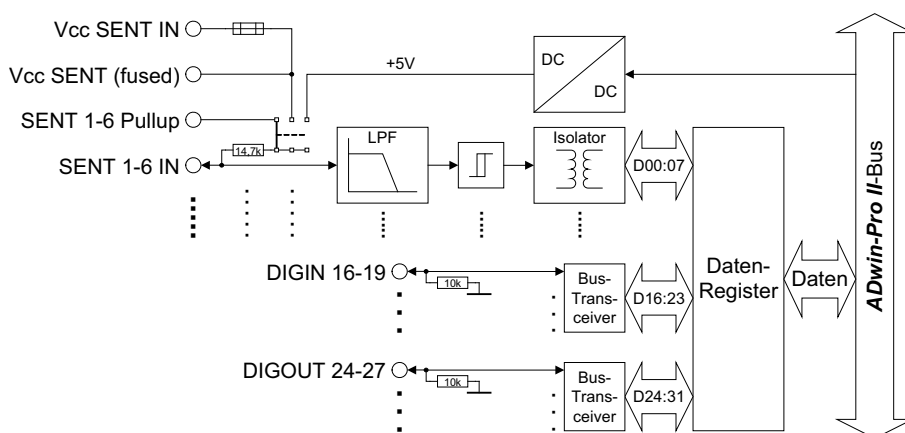 Vcc SENT IN
Vcc SENT (fused)
SENT 1-6 Pullup
SENT 1-6 IN
14.7k
+5V
DC
DC
LPF
Isolator
D00:07
DIGIN 16-19
10k
Bus-
Trans-
ceiver
D16:23
Daten-
Register
Daten
ADwin-Pro II-Bus
DIGOUT 24-27
10k
Bus-
Trans-
ceiver
D24:31